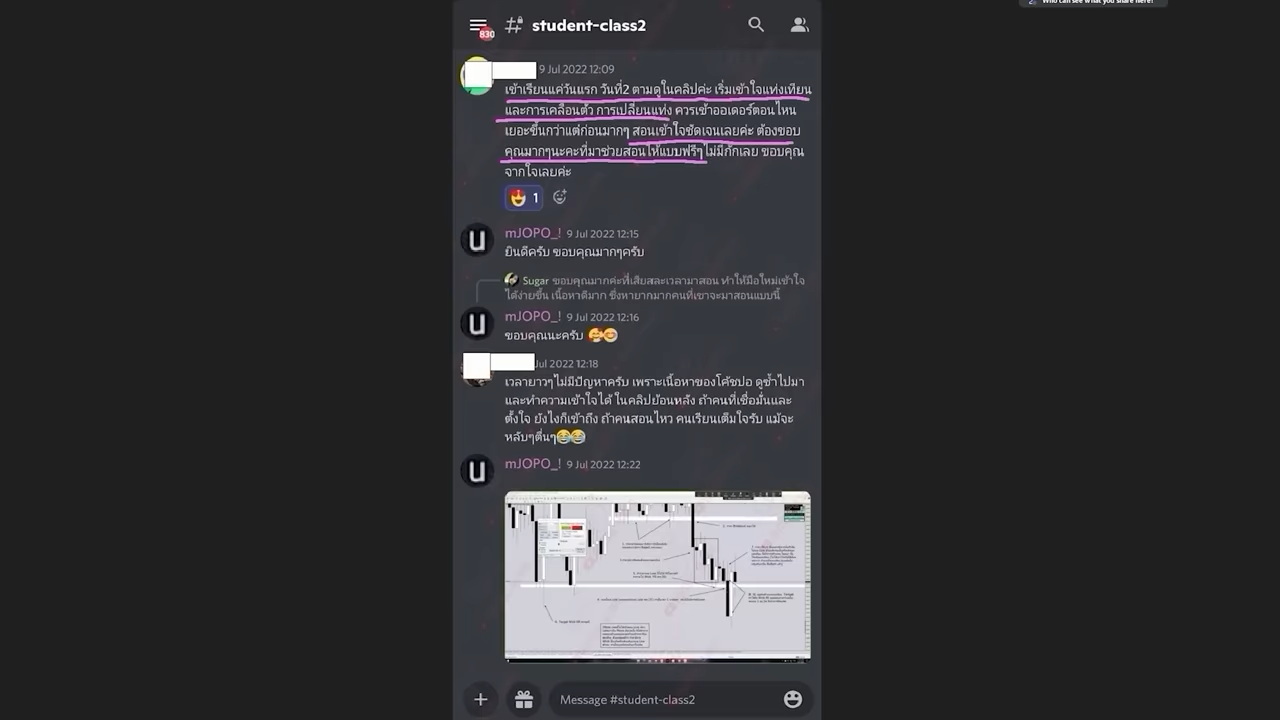 Who can see what you share here?
830
student-class2
9 Jul 2022 12:09
เข้าเรียนแค่วันแรก วันที่2 ตามดูในคลิปค่ะ เริ่มเข้าใจแท่งเทียน
และการเคลื่อนตัว การเปลี่ยนแท่ง ควรเข้าออเดอร์ตอนไหน
เยอะขึ้นกว่าแต่ก่อนมากๆ สอนเข้าใจชัดเจนเลยค่ะ ต้องขอบ
คุณมากๆนะคะที่มาช่วยสอนให้แบบฟรีๆไม่มีกั๊กเลย ขอบคุณ
จากใจเลยค่ะ
1
mJOPO_! 9 Jul 2022 12:15
ยินดีครับ ขอบคุณมากๆครับ
Sugar ขอบคุณมากค่ะที่เสียสละเวลามาสอน ทำให้มือใหม่เข้าใจ
ได้ง่ายขึ้น เนื้อหาดีมาก ซึ่งหายากมากคนที่เขาจะมาสอนแบบนี้
mJOPO_! 9 Jul 2022 12:16
ขอบคุณนะครับ 🥰😁
Jul 2022 12:18
เวลายาวๆไม่มีปัญหาครับ เพราะเนื้อหาของโค้ชปอ ดูซ้ำไปมา
และทำความเข้าใจได้ ในคลิปย้อนหลัง ถ้าคนที่เชื่อมั่นและ
ตั้งใจ ยังไงก็เข้าถึง ถ้าคนสอนไหว คนเรียนเต็มใจรับ แม้จะ
หลับๆตื่นๆ😂😂
mJOPO_! 9 Jul 2022 12:22
Message #student-class2